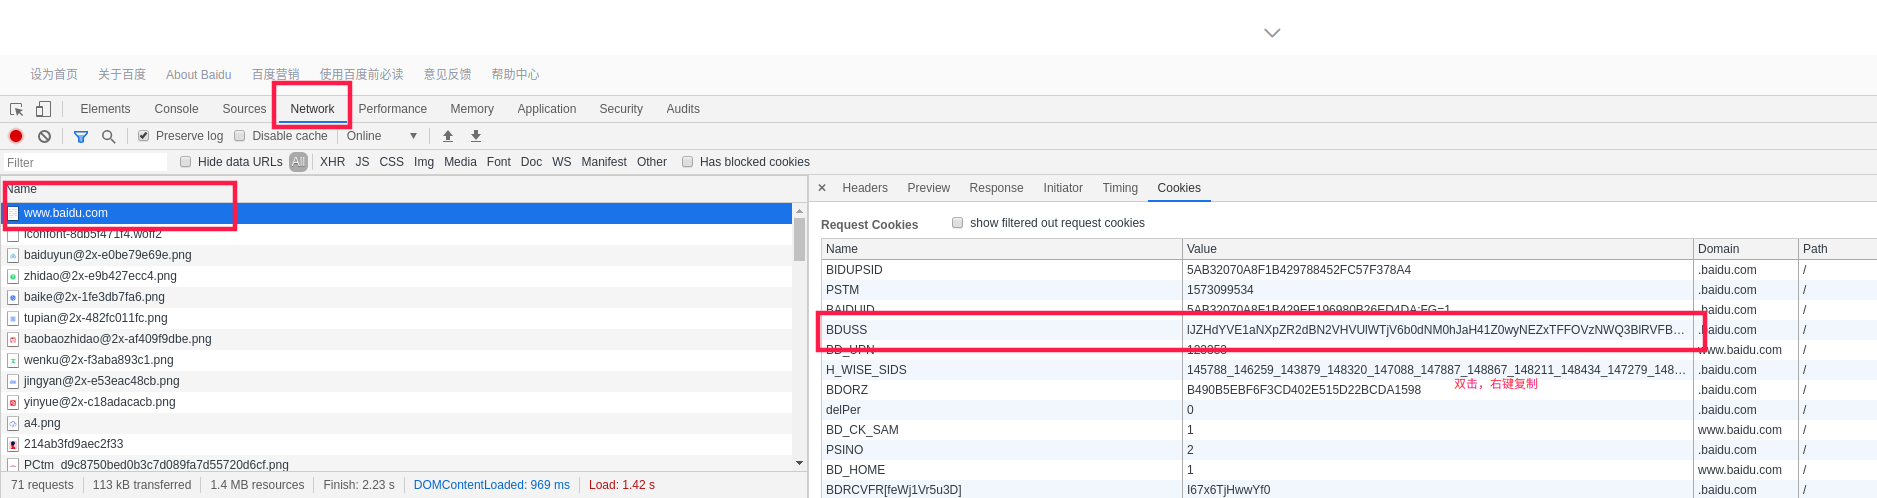 设为首页 关于百度 About Baidu 百度营销 使用百度前必读 意见反馈 帮助中心
Elements Console Sources Network Performance Memory Application Security Audits
Preserve log Disable cache Online
Filter Hide data URLs All XHR JS CSS Img Media Font Doc WS Manifest Other Has blocked cookies
Name
www.baidu.com
iconfont-8db5f471f4.woff2
baiduyun@2x-e0be79e69e.png
zhidao@2x-e9b427ecc4.png
baike@2x-1fe3db7fa6.png
tupian@2x-482fc011fc.png
baobaozhidao@2x-af409f9dbe.png
wenku@2x-f3aba893c1.png
jingyan@2x-e53eac48cb.png
yinyue@2x-c18adacacb.png
a4.png
214ab3fd9aec2f33
PCtm_d9c8750bed0b3c7d089fa7d55720d6cf.png
71 requests 113 kB transferred 1.4 MB resources Finish: 2.23 s DOMContentLoaded: 969 ms Load: 1.42 s
× Headers Preview Response Initiator Timing Cookies
Request Cookies show filtered out request cookies
Name Value Domain Path
BIDUPSID 5AB32070A8F1B429788452FC57F378A4 .baidu.com /
PSTM 1573099534 .baidu.com /
BAIDUID 5AB32070A8F1B429EE196980B26ED4DA:FG=1 .baidu.com /
BDUSS lJZHdYVE1aNXpZR2dBN2VHVUlWTjV6b0dNM0hJaH41Z0wyNEZxTFFOVzNWQ3BlRVFB… .baidu.com /
BD_UPN 123353 www.baidu.com /
H_WISE_SIDS 145788_146259_143879_148320_147088_147887_148867_148211_148434_147279_148… .baidu.com /
双击，右键复制
BDORZ B490B5EBF6F3CD402E515D22BCDA1598 .baidu.com /
delPer 0 .baidu.com /
BD_CK_SAM 1 www.baidu.com /
PSINO 2 .baidu.com /
BD_HOME 1 www.baidu.com /
BDRCVFR[feWj1Vr5u3D] I67x6TjHwwYf0 .baidu.com /